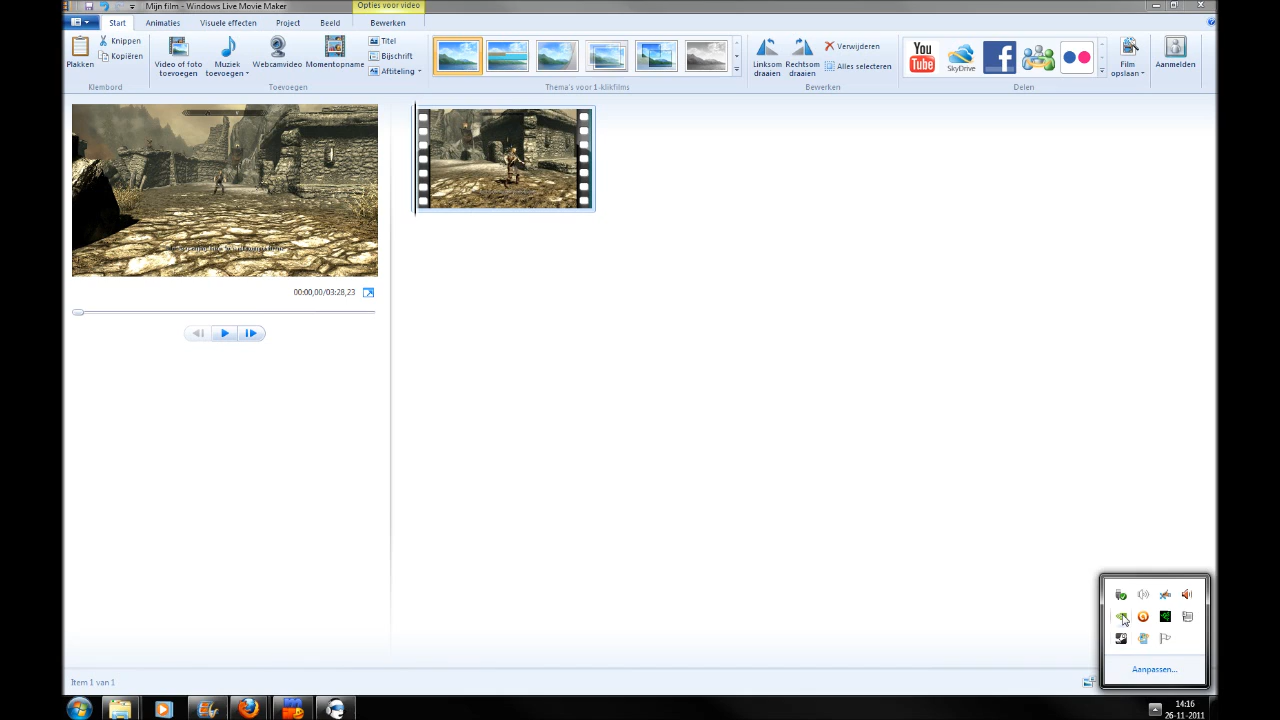 Mijn film - Windows Live Movie Maker
Opties voor video
Start
Animaties
Visuele effecten
Project
Beeld
Bewerken
Plakken
Knippen
Kopiëren
Klembord
Video of foto toevoegen
Muziek toevoegen
Webcamvideo
Momentopname
Titel
Bijschrift
Aftiteling
Toevoegen
Thema's voor 1-klikfilms
Linksom draaien
Rechtsom draaien
Verwijderen
Alles selecteren
Bewerken
You Tube
SkyDrive
Delen
Film opslaan
Aanmelden
00:00,00/03:28,23
Item 1 van 1
Aanpassen...
14:16
26-11-2011